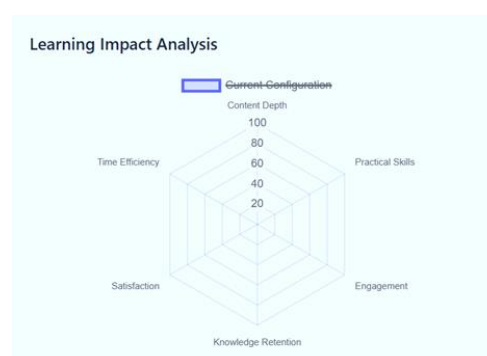 Learning Impact Analysis
Current Configuration
Content Depth
100
80
60
40
20
Time Efficiency
Practical Skills
Satisfaction
Engagement
Knowledge Retention